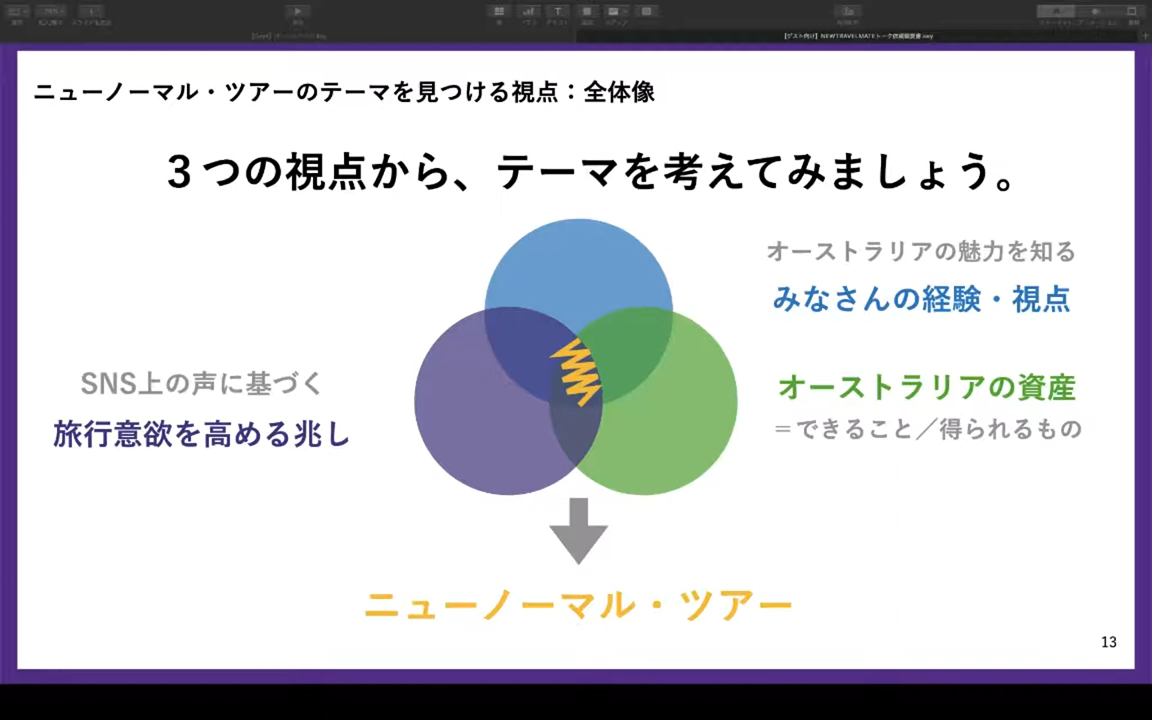 ニューノーマル・ツアーのテーマを見つける視点：全体像
３つの視点から、テーマを考えてみましょう。
オーストラリアの魅力を知る
みなさんの経験・視点
SNS上の声に基づく
旅行意欲を高める兆し
オーストラリアの資産
＝できること／得られるもの
ニューノーマル・ツアー
13